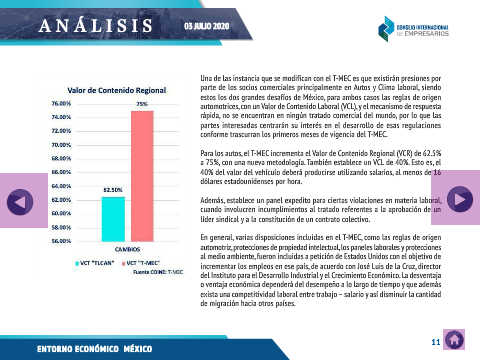 ANÁLISIS
03 JULIO 2020
CONSEJO INTERNACIONAL
DE EMPRESARIOS
Valor de Contenido Regional
76.00%
74.00%
72.00%
70.00%
68.00%
66.00%
64.00%
62.00%
60.00%
58.00%
56.00%
75%
62.50%
CAMBIOS
VCT "TLCAN"
VCT "T-MEC"
Fuente COINE: T-MEC
Una de las instancia que se modifican con el T-MEC es que existirán presiones por
parte de los socios comerciales principalmente en Autos y Clima laboral, siendo
estos los dos grandes desafíos de México, para ambos casos las reglas de origen
automotrices, con un Valor de Contenido Laboral (VCL), y el mecanismo de respuesta
rápida, no se encuentran en ningún tratado comercial del mundo, por lo que las
partes interesadas centrarán su interés en el desarrollo de esas regulaciones
conforme trascurran los primeros meses de vigencia del T-MEC.
Para los autos, el T-MEC incrementa el Valor de Contenido Regional (VCR) de 62.5%
a 75%, con una nueva metodología. También establece un VCL de 40%. Esto es, el
40% del valor del vehículo deberá producirse utilizando salarios, al menos de 16
dólares estadounidenses por hora.
Además, establece un panel expedito para ciertas violaciones en materia laboral,
cuando involucren incumplimientos al tratado referentes a la aprobación de un
líder sindical y a la constitución de un contrato colectivo.
En general, varias disposiciones incluidas en el T-MEC, como las reglas de origen
automotriz, protecciones de propiedad intelectual, los paneles laborales y protecciones
al medio ambiente, fueron incluidas a petición de Estados Unidos con el objetivo de
incrementar los empleos en ese país, de acuerdo con José Luis de la Cruz, director
del Instituto para el Desarrollo Industrial y el Crecimiento Económico. La desventaja
o ventaja económica dependerá del desempeño a lo largo de tiempo y que además
exista una competitividad laboral entre trabajo – salario y así disminuir la cantidad
de migración hacia otros países.
ENTORNO ECONÓMICO MÉXICO
11